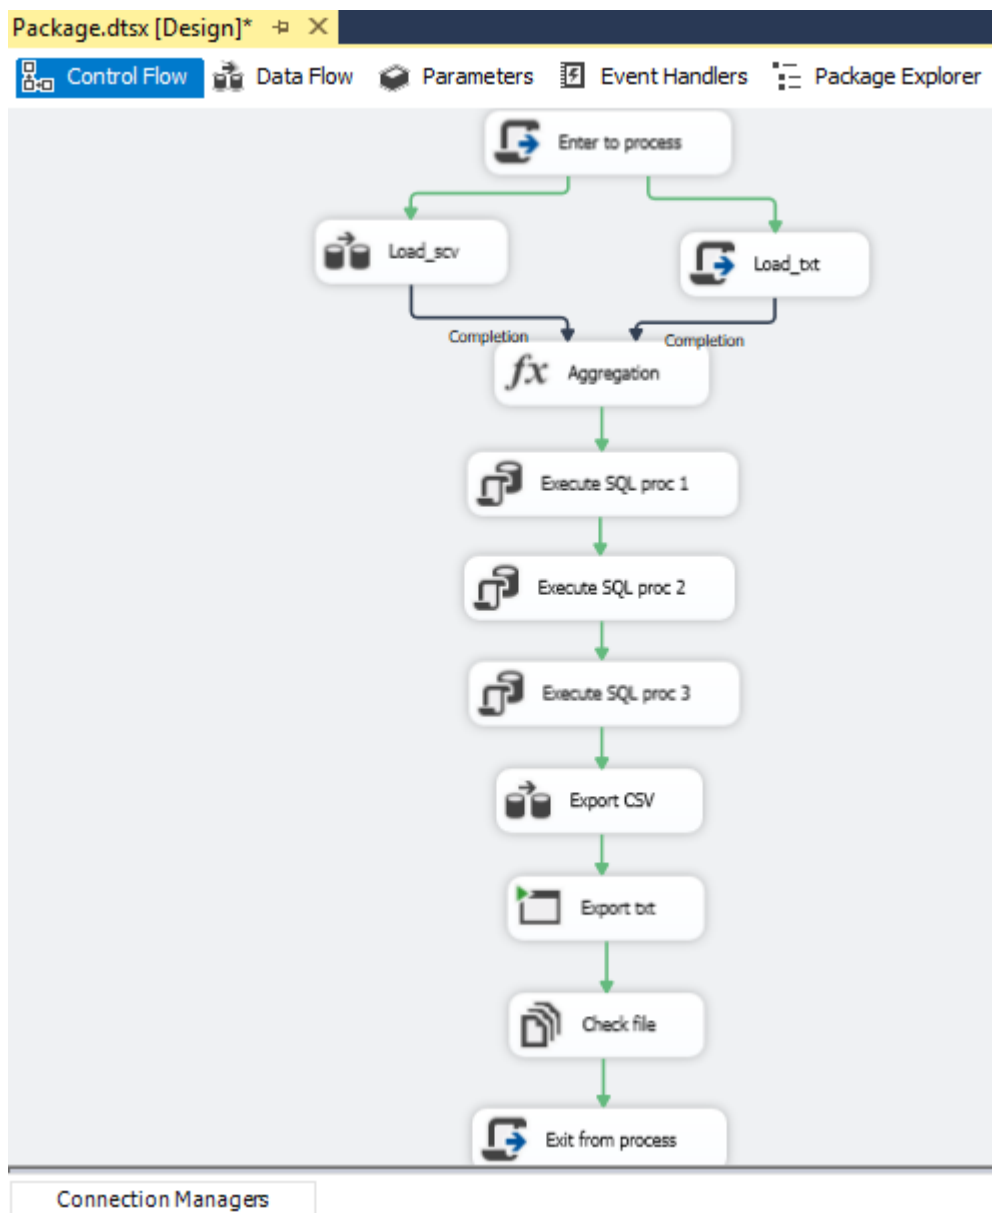 Package.dtsx [Design]*
Control Flow Data Flow Parameters Event Handlers Package Explorer
Enter to process
Load_scv
Load_txt
Completion
Completion
fx Aggregation
Execute SQL proc 1
Execute SQL proc 2
Execute SQL proc 3
Export CSV
Export txt
Check file
Exit from process
Connection Managers